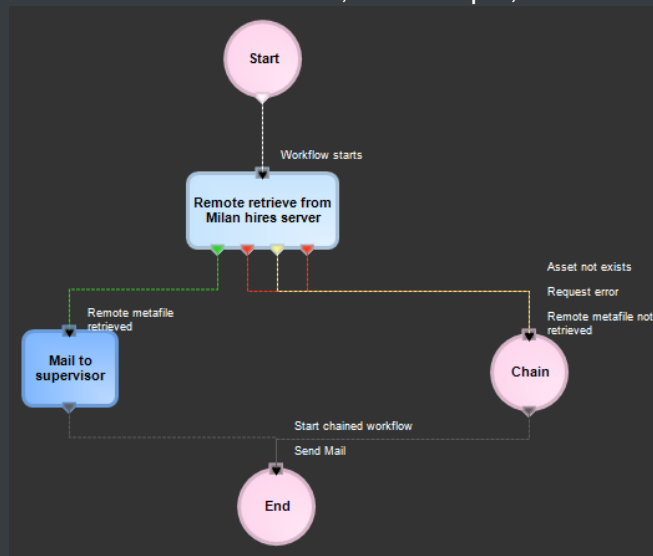 Start
Workflow starts
Remote retrieve from
Milan hires server
Asset not exists
Request error
Remote metafile not
retrieved
Remote metafile
retrieved
Mail to
supervisor
Chain
Start chained workflow
Send Mail
End